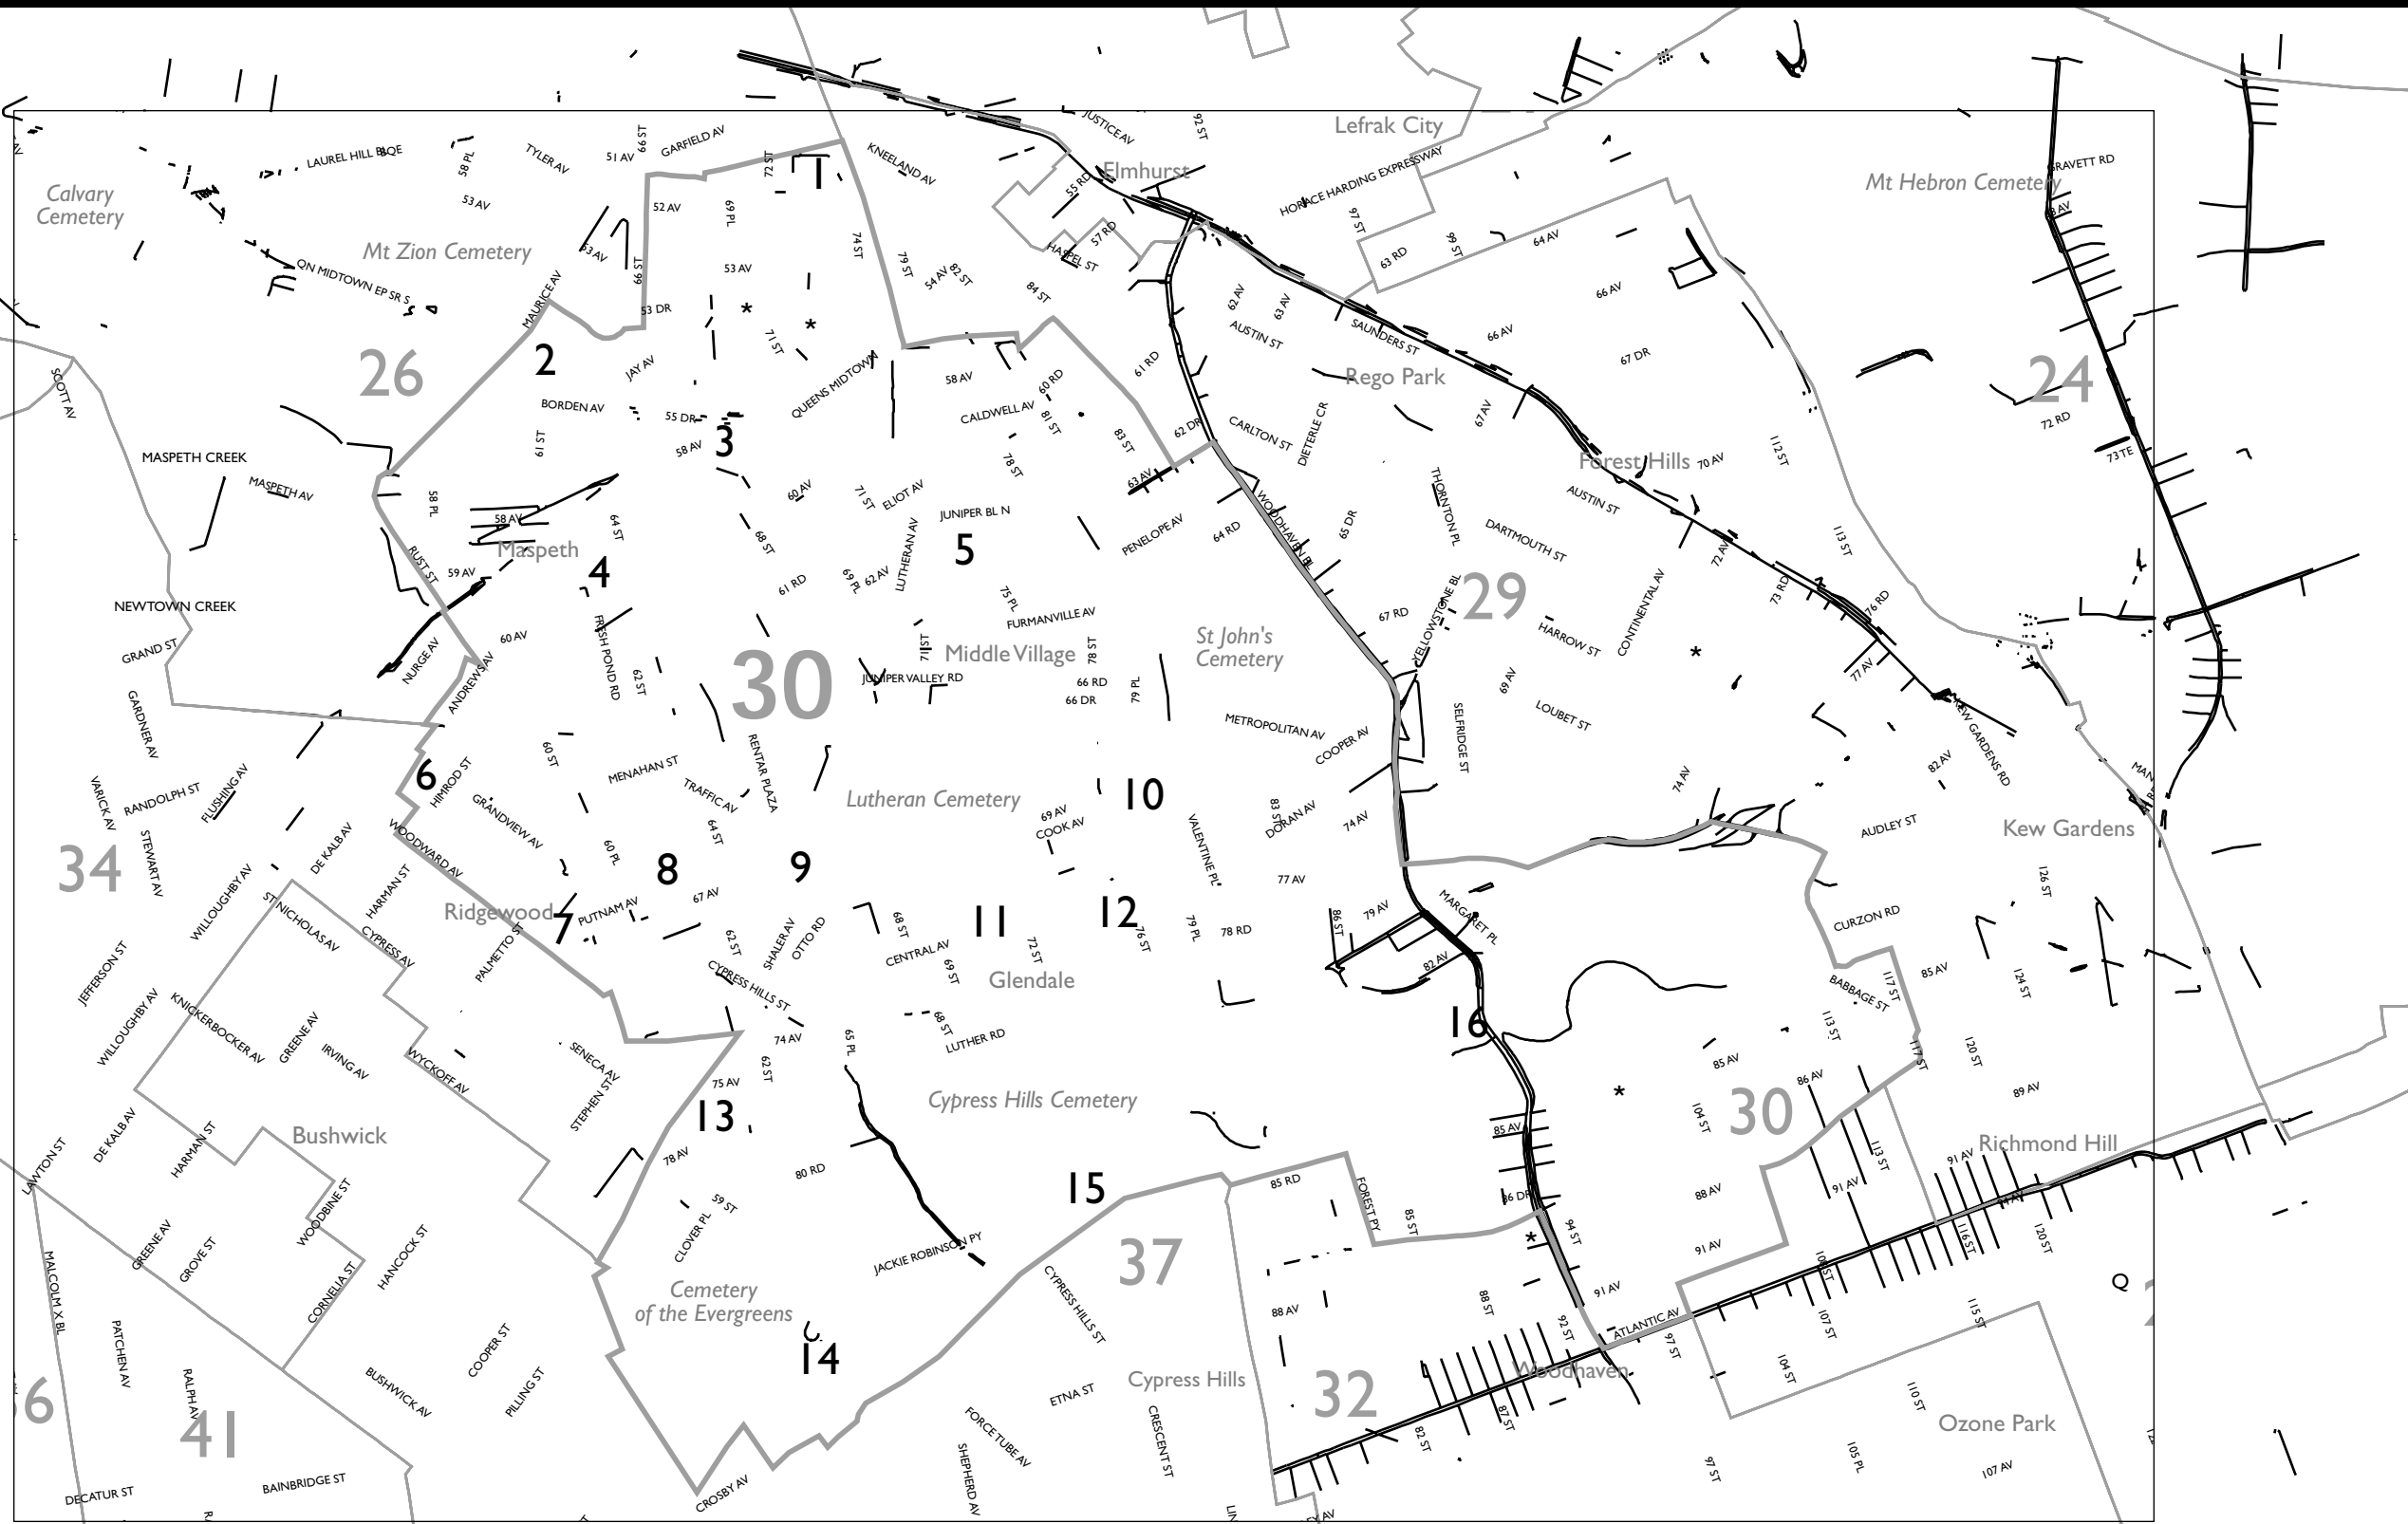 JUSTICE AV
92 ST
Lefrak City
LAUREL HILL B
BQE
58 PL
TYLER AV
51 AV
66 ST
GARFIELD AV
72 ST
1
KNEELAND AV
Elmhurst
55 RD
HORACE HARDING EXPRESSWAY
Mt Hebron Cemetery
GRAVETT RD
Calvary
Cemetery
53 AV
52 AV
69 PL
97 ST
Mt Zion Cemetery
53 AV
66 ST
74 ST
57 RD
HASPEL ST
99 ST
64 AV
63 RD
QN MIDTOWN EP SR S
53 AV
79 ST
54 AV
82 ST
84 ST
MAURICE AV
53 DR
*
*
62 AV
63 AV
66 AV
71 ST
AUSTIN ST
SAUNDERS ST
66 AV
67 DR
26
2
JAY AV
QUEENS MIDTOWN
58 AV
60 RD
61 RD
Rego Park
24
SCOTT AV
BORDEN AV
55 DR
CALDWELL AV
81 ST
67 AV
72 RD
61 ST
58 AV
3
83 ST
62 DR
CARLTON ST
DIETERLE CR
112 ST
73 TE
MASPETH CREEK
78 ST
63 AV
Forest Hills
70 AV
MASPETH AV
58 PL
60 AV
71 ST
ELIOT AV
THORNTON PL
AUSTIN ST
58 AV
64 ST
68 ST
JUNIPER BL N
PENELOPE AV
64 RD
WOODHAVEN BL
65 DR
DARTMOUTH ST
113 ST
Maspeth
LUTHERAN AV
5
72 AV
RUST ST
59 AV
4
61 RD
69 PL
62 AV
29
73 RD
76 RD
NEWTOWN CREEK
75 PL
FURMANVILLE AV
67 RD
YELLOWSTONE BL
CONTINENTAL AV
GRAND ST
60 AV
FRESH POND RD
71 ST
Middle Village
78 ST
St John's
Cemetery
HARROW ST
*
NURGE AV
ANDREWS AV
62 ST
30
JUNIPER VALLEY RD
66 RD
66 DR
79 PL
69 AV
77 AV
GARDNER AV
METROPOLITAN AV
COOPER AV
SELFRIDGE ST
LOUBET ST
KEW GARDENS RD
60 ST
RENTAR PLAZA
6
HIMROD ST
MENAHAN ST
82 AV
VARICK AV
RANDOLPH ST
FLUSHING AV
GRANDVIEW AV
TRAFFIC AV
Lutheran Cemetery
10
74 AV
69 AV
COOK AV
83 ST
DORAN AV
74 AV
AUDLEY ST
Kew Gardens
STEWART AV
DE KALB AV
WOODWARD AV
64 ST
60 PL
VALENTINE PL
34
WILLOUGHBY AV
HARMAN ST
8
9
77 AV
126 ST
ST NICHOLAS AV
Ridgewood
7
PUTNAM AV
67 AV
11
12
79 AV
86 ST
MARGARET PL
CURZON RD
CYPRESS AV
PALMETTO ST
62 ST
SHALER AV
OTTO RD
68 ST
CENTRAL AV
72 ST
76 ST
79 PL
78 RD
JEFFERSON ST
CYPRESS HILLS ST
69 ST
Glendale
82 AV
BABBAGE ST
117 ST
85 AV
124 ST
WILLOUGHBY AV
KNICKERBOCKER AV
GREENE AV
IRVING AV
68 ST
LUTHER RD
16
113 ST
WYCKOFF AV
SENECA AV
74 AV
65 PL
62 ST
75 AV
85 AV
117 ST
120 ST
STEPHEN ST
13
Cypress Hills Cemetery
*
86 AV
89 AV
DE KALB AV
Bushwick
104 ST
30
LAWTON ST
HARMAN ST
78 AV
80 RD
85 AV
113 ST
91 AV
Richmond Hill
15
85 RD
FOREST PY
86 DR
88 AV
91 AV
WOODBINE ST
59 ST
CLOVER PL
85 ST
94 ST
GREENE AV
GROVE ST
HANCOCK ST
JACKIE ROBINSON PY
37
*
91 AV
116 ST
120 ST
MALCOLM X BL
CORNELIA ST
Cemetery
of the Evergreens
CYPRESS HILLS ST
88 AV
88 ST
91 AV
Q
PATCHEN AV
COOPER ST
14
92 ST
ATLANTIC AV
97 ST
107 ST
115 ST
Woodhaven
RALPH AV
BUSHWICK AV
PILLING ST
ETNA ST
Cypress Hills
32
104 ST
110 ST
41
FORCE TUBE AV
CRESCENT ST
82 ST
87 ST
Ozone Park
SHEPHERD AV
97 ST
105 PL
107 AV
DECATUR ST
BAINBRIDGE ST
CROSBY AV